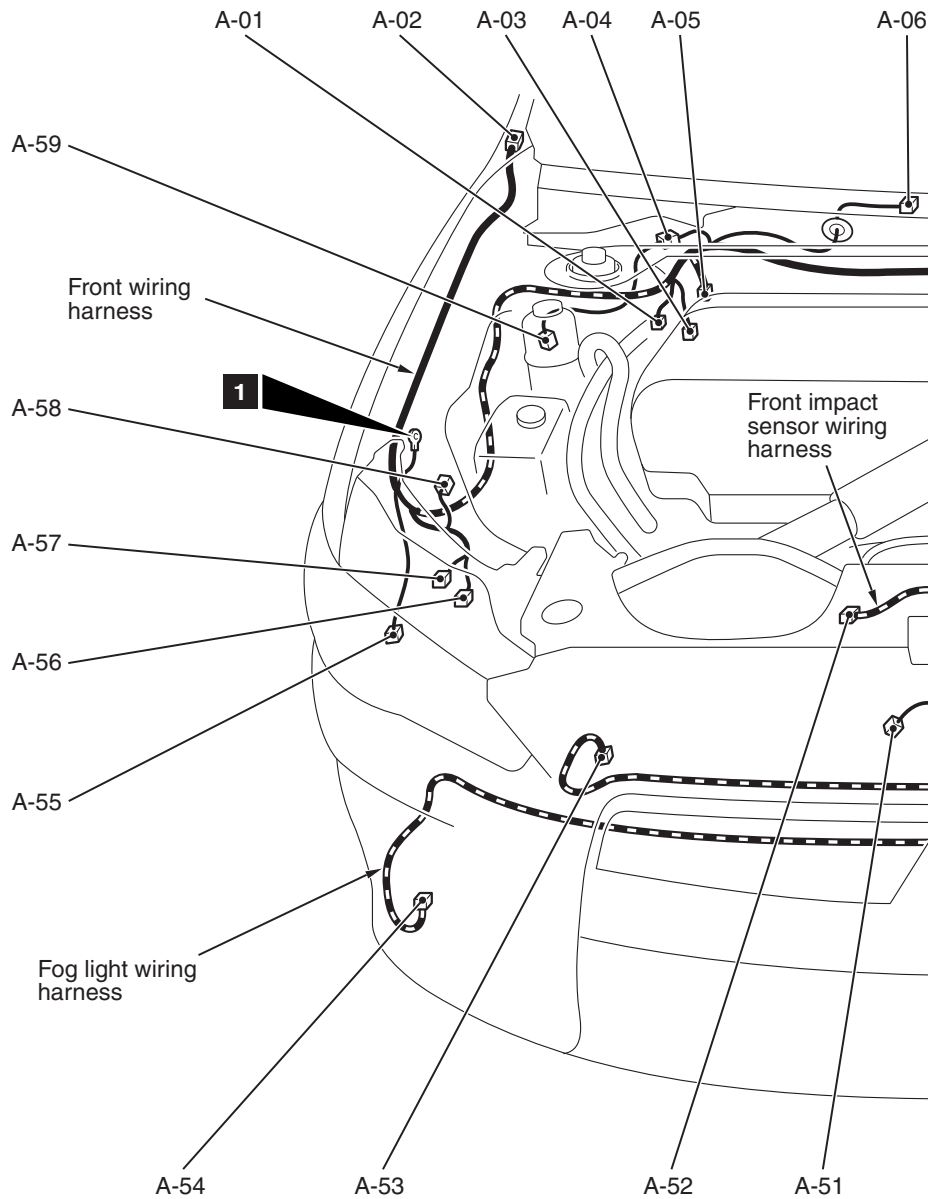 A-01
A-02
A-03
A-04
A-05
A-06
A-59
Front wiring
harness
1
A-58
Front impact
sensor wiring
harness
A-57
A-56
A-55
Fog light wiring
harness
A-54
A-53
A-52
A-51